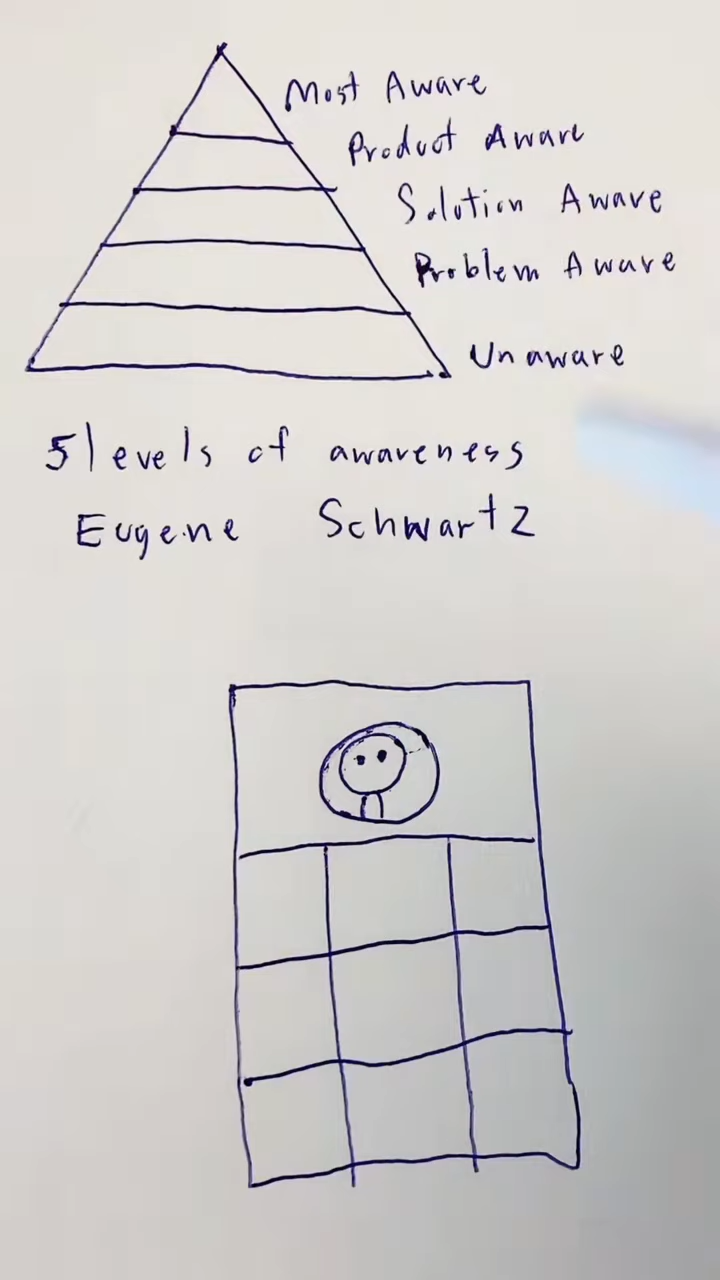 Most Aware
Product Aware
Solution Aware
Problem Aware
Unaware
5 levels of awareness
Eugene Schwartz